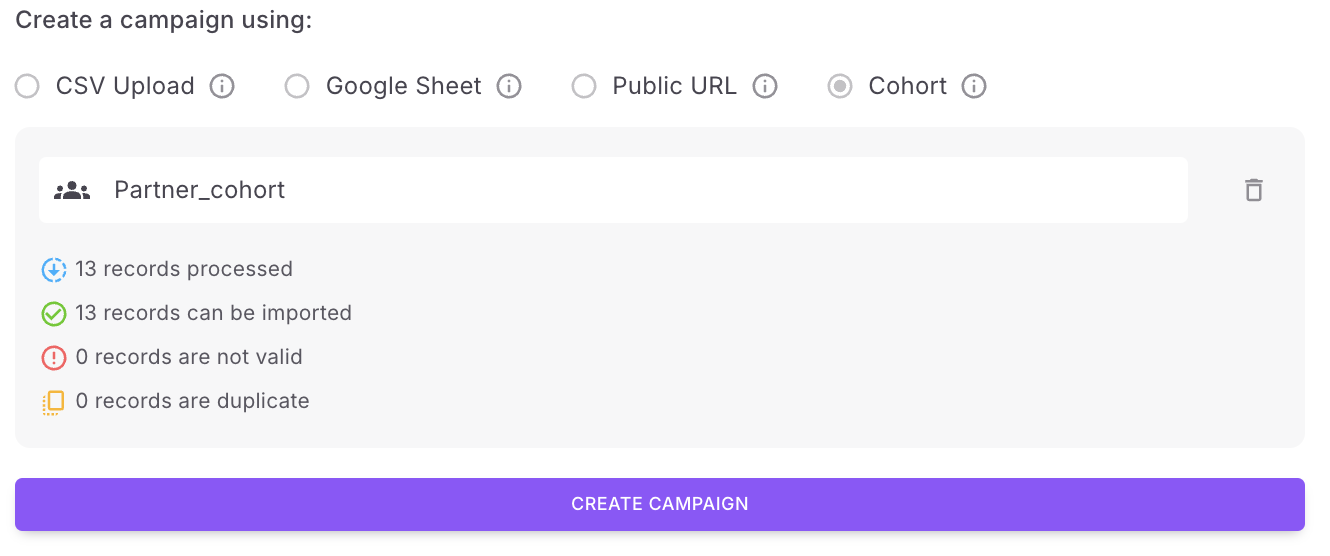 Create a campaign using:
CSV Upload Google Sheet Public URL Cohort
Partner_cohort
13 records processed
13 records can be imported
0 records are not valid
0 records are duplicate
CREATE CAMPAIGN